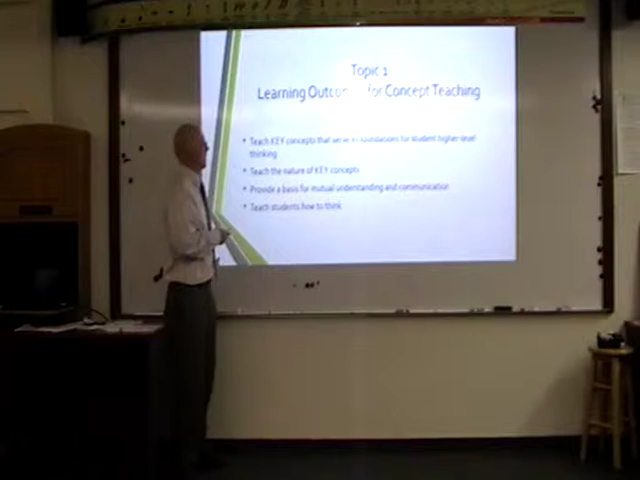 Topic 1
Learning Outco for Concept Teaching
• Teach KEY concepts that serve foundations for student higher-level
thinking
• Teach the nature of KEY concepts
• Provide a basis for mutual understanding and communication
• Teach students how to think